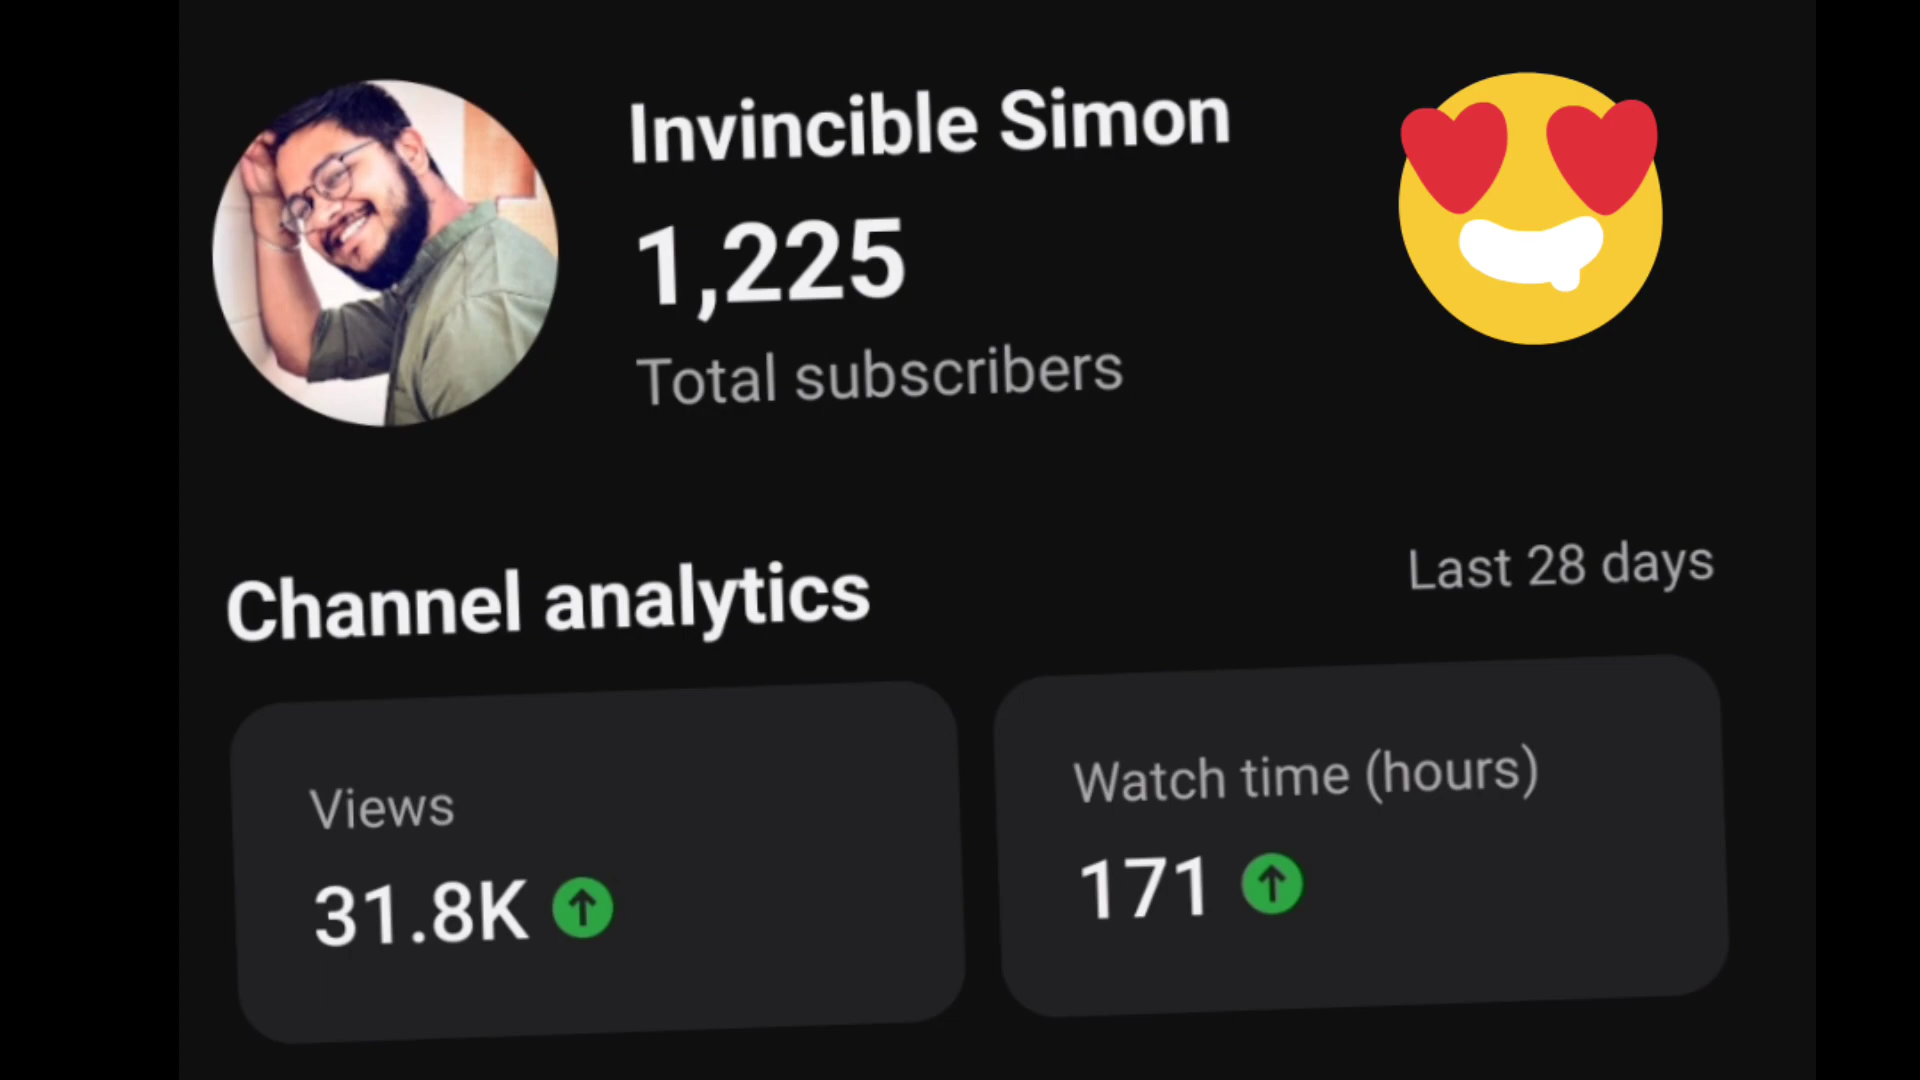 Invincible Simon
1,225
Total subscribers
Channel analytics
Last 28 days
Views
31.8K
Watch time (hours)
171